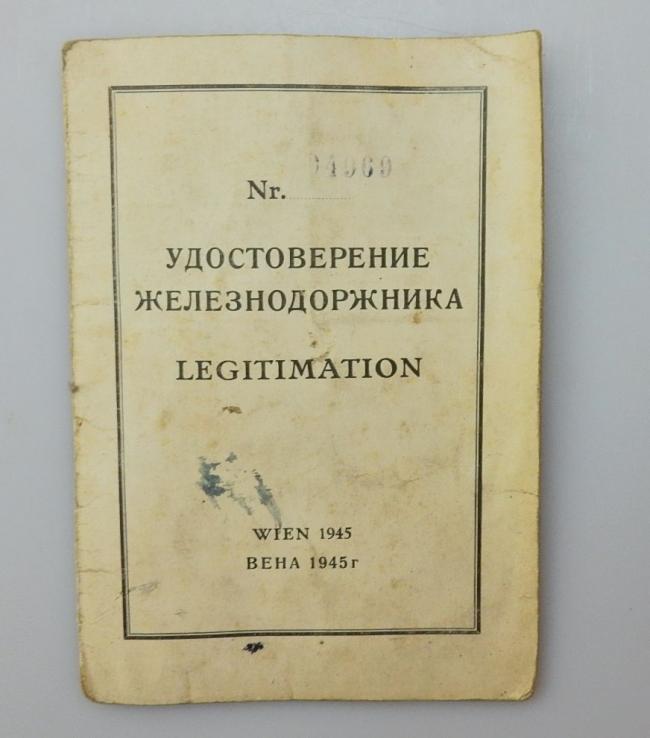 Nr.
УДОСТОВЕРЕНИЕ
ЖЕЛЕЗНОДОРЖНИКА
LEGITIMATION
WIEN 1945
ВЕНА 1945г